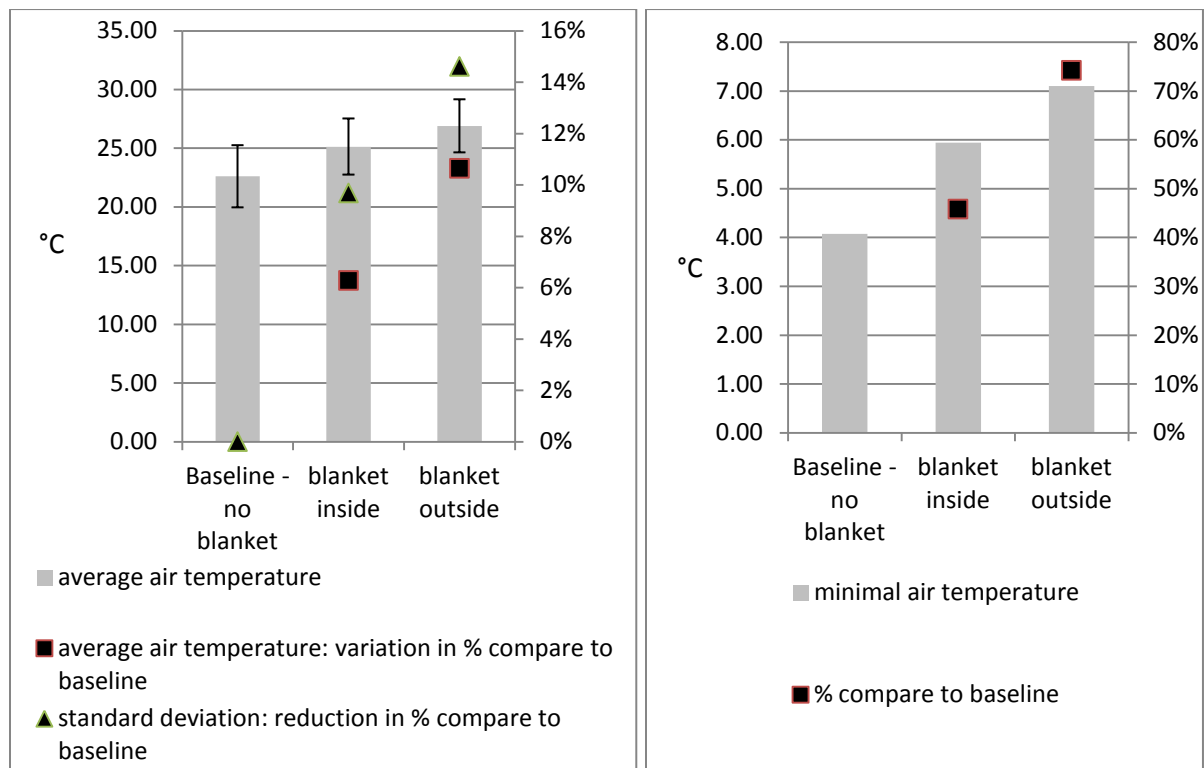 35.00
30.00
25.00
20.00
15.00
10.00
5.00
0.00
°C
16%
14%
12%
10%
8%
6%
4%
2%
0%
Baseline -
no
blanket
blanket
inside
blanket
outside
average air temperature
average air temperature: variation in % compare to
baseline
standard deviation: reduction in % compare to
baseline
8.00
7.00
6.00
5.00
4.00
3.00
2.00
1.00
0.00
°C
80%
70%
60%
50%
40%
30%
20%
10%
0%
Baseline -
no
blanket
blanket
inside
blanket
outside
minimal air temperature
% compare to baseline